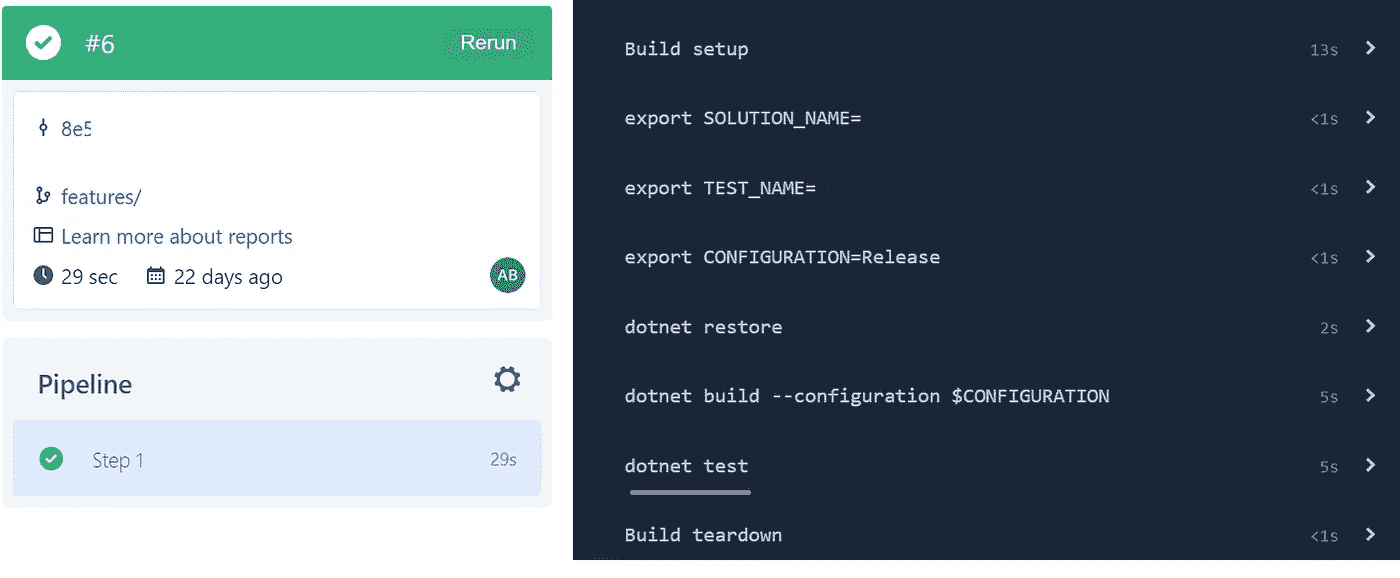 #6 Rerun
8e5
features/
Learn more about reports
29 sec 22 days ago AB
Pipeline
Step 1 29s
Build setup 13s
export SOLUTION_NAME= <1s
export TEST_NAME= <1s
export CONFIGURATION=Release <1s
dotnet restore 2s
dotnet build --configuration $CONFIGURATION 5s
dotnet test 5s
Build teardown <1s